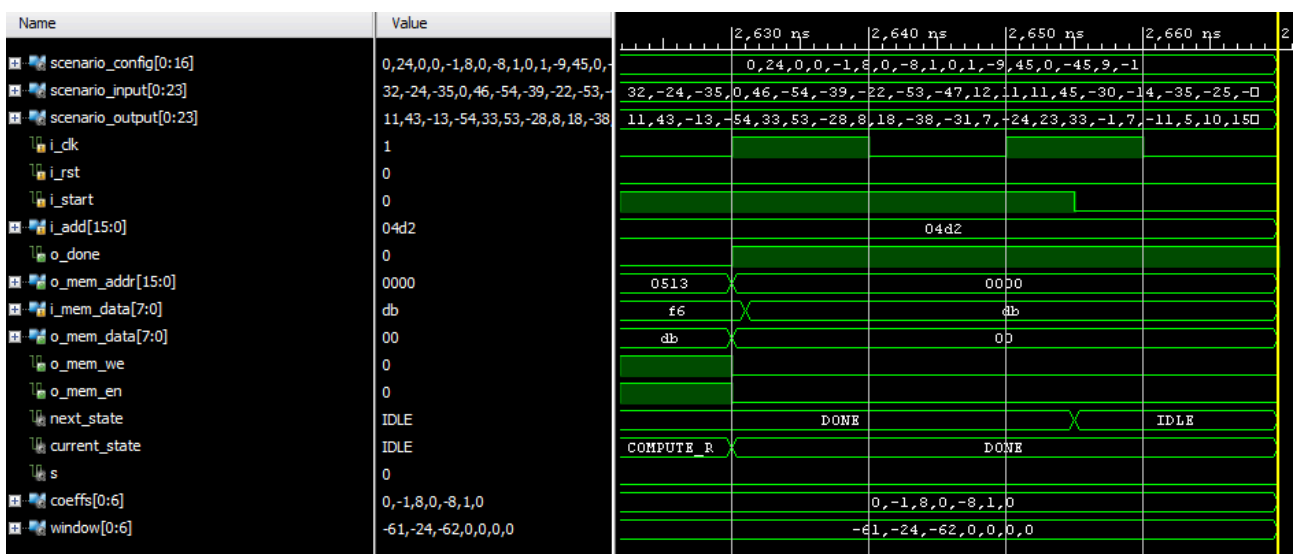 Name Value 2,630 ns 2,640 ns 2,650 ns 2,660 ns 2
scenario_config[0:16] 0,24,0,0,-1,8,0,-8,1,0,1,-9,45,0,- 0,24,0,0,-1,8,0,-8,1,0,1,-9,45,0,-45,9,-1
scenario_input[0:23] 32,-24,-35,0,46,-54,-39,-22,-53,- 32,-24,-35,0,46,-54,-39,-22,-53,-47,12,11,11,45,-30,-14,-35,-25,-
scenario_output[0:23] 11,43,-13,-54,33,53,-28,8,18,-38 11,43,-13,-54,33,53,-28,8,18,-38,-31,7,-24,23,33,-1,7,-11,5,10,15
i_clk 1
i_rst 0
i_start 0
i_add[15:0] 04d2 04d2
o_done 0
o_mem_addr[15:0] 0000 0513 0000
i_mem_data[7:0] db f6 db
o_mem_data[7:0] 00 db 00
o_mem_we 0
o_mem_en 0
next_state IDLE DONE IDLE
current_state IDLE COMPUTE_R DONE
s 0
coeffs[0:6] 0,-1,8,0,-8,1,0 0,-1,8,0,-8,1,0
window[0:6] -61,-24,-62,0,0,0,0 -61,-24,-62,0,0,0,0